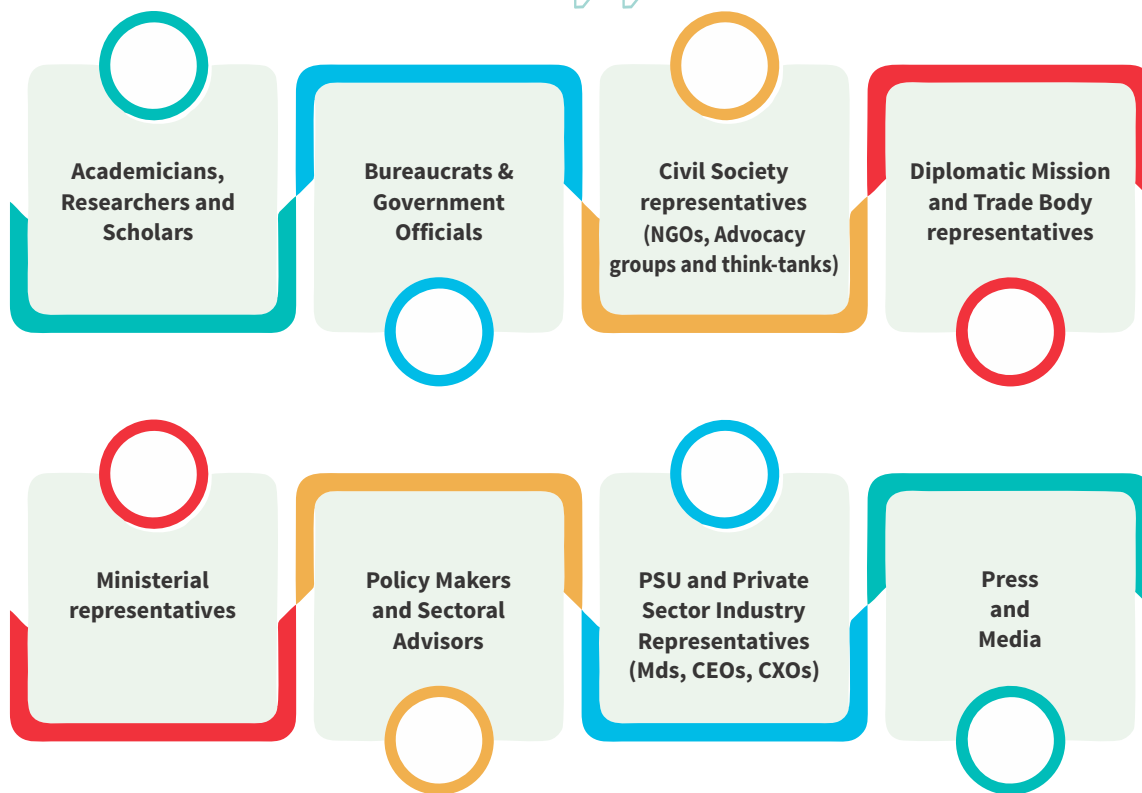 Academicians,
Researchers and
Scholars
Bureaucrats &
Government
Officials
Civil Society
representatives
(NGOs, Advocacy
groups and think-tanks)
Diplomatic Mission
and Trade Body
representatives
Ministerial
representatives
Policy Makers
and Sectoral
Advisors
PSU and Private
Sector Industry
Representatives
(Mds, CEOs, CXOs)
Press
and
Media